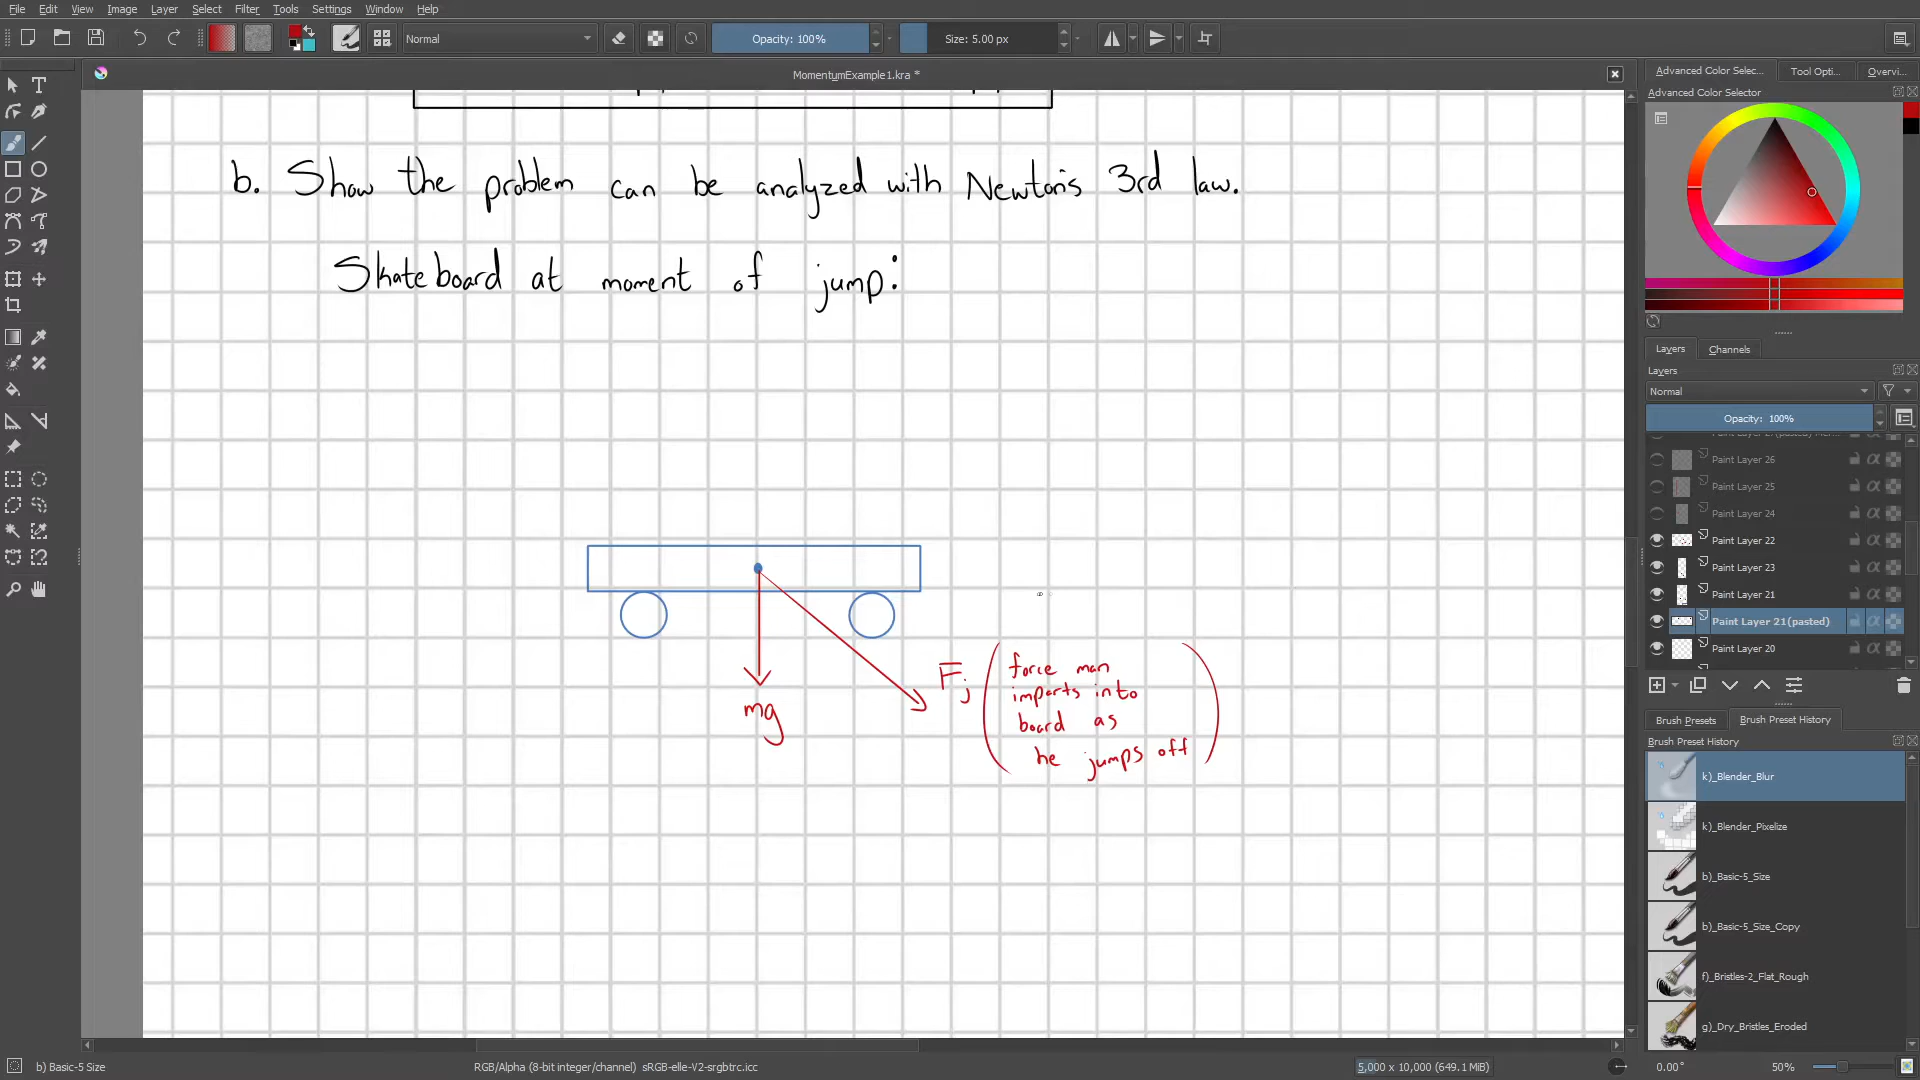 File Edit View Image Layer Select Filter Tools Settings Window Help
Normal
Opacity: 100%
Size: 5.00 px
MomentumExample1.kra *
b. Show the problem can be analyzed with Newton's 3rd law.
Skateboard at moment of jump:
mg
Fj
force man
imparts into
board as
he jumps off
Advanced Color Selec... Tool Opti... Overvi...
Advanced Color Selector
Layers Channels
Layers
Normal
Opacity: 100%
Paint Layer 26
Paint Layer 25
Paint Layer 24
Paint Layer 22
Paint Layer 23
Paint Layer 21
Paint Layer 21(pasted)
Paint Layer 20
Brush Presets Brush Preset History
Brush Preset History
k)_Blender_Blur
k)_Blender_Pixelize
b)_Basic-5_Size
b)_Basic-5_Size_Copy
f)_Bristles-2_Flat_Rough
g)_Dry_Bristles_Eroded
b) Basic-5 Size
RGB/Alpha (8-bit integer/channel) sRGB-elle-V2-srgbtrc.icc
5,000 x 10,000 (649.1 MiB)
0.00°
50%